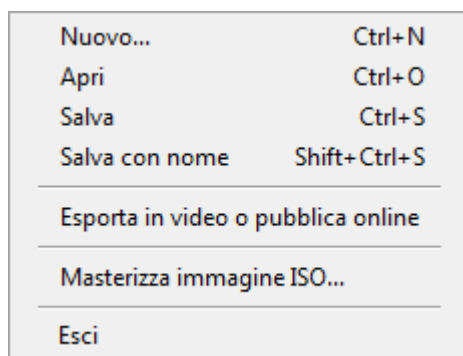 Nuovo... Ctrl+N
Apri Ctrl+O
Salva Ctrl+S
Salva con nome Shift+Ctrl+S
Esporta in video o pubblica online
Masterizza immagine ISO...
Esci